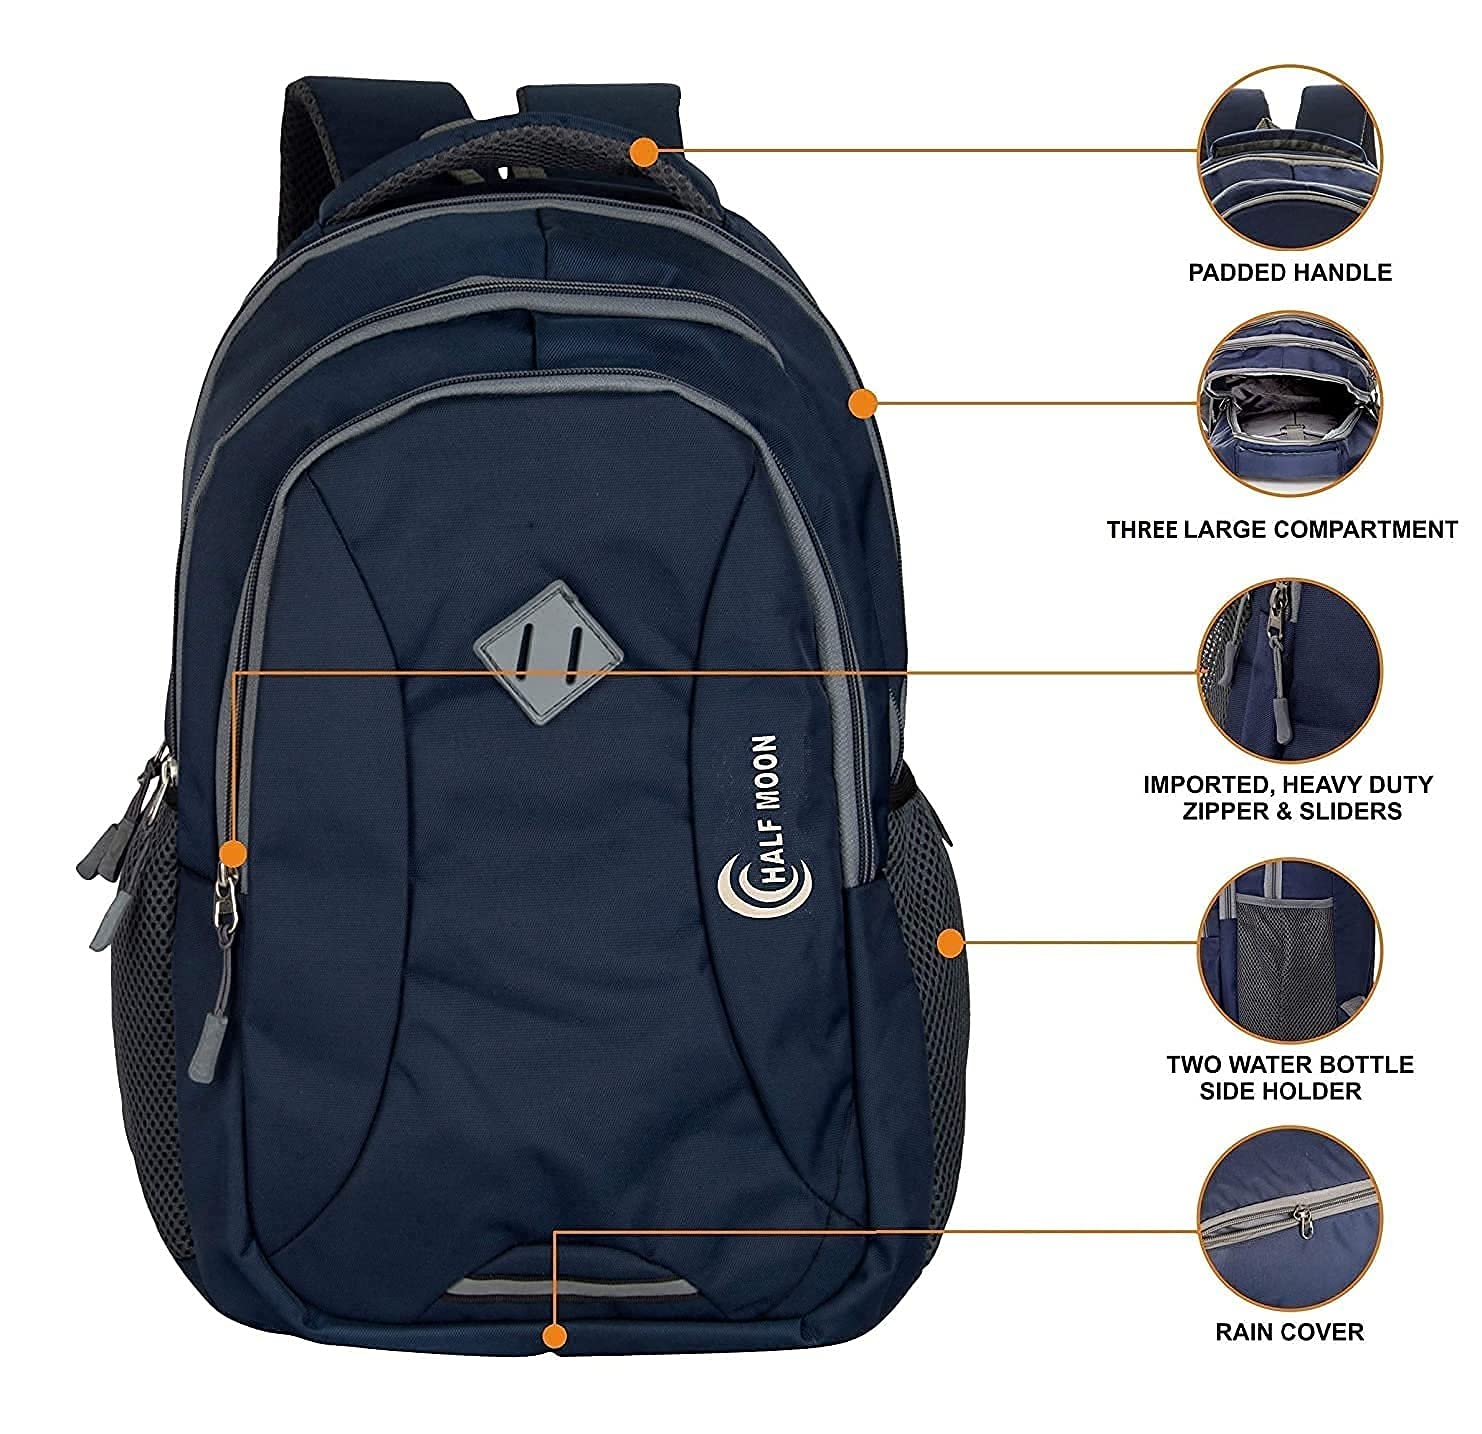 PADDED HANDLE
THREE LARGE COMPARTMENT
IMPORTED, HEAVY DUTY
ZIPPER & SLIDERS
HALF MOON
TWO WATER BOTTLE
SIDE HOLDER
RAIN COVER